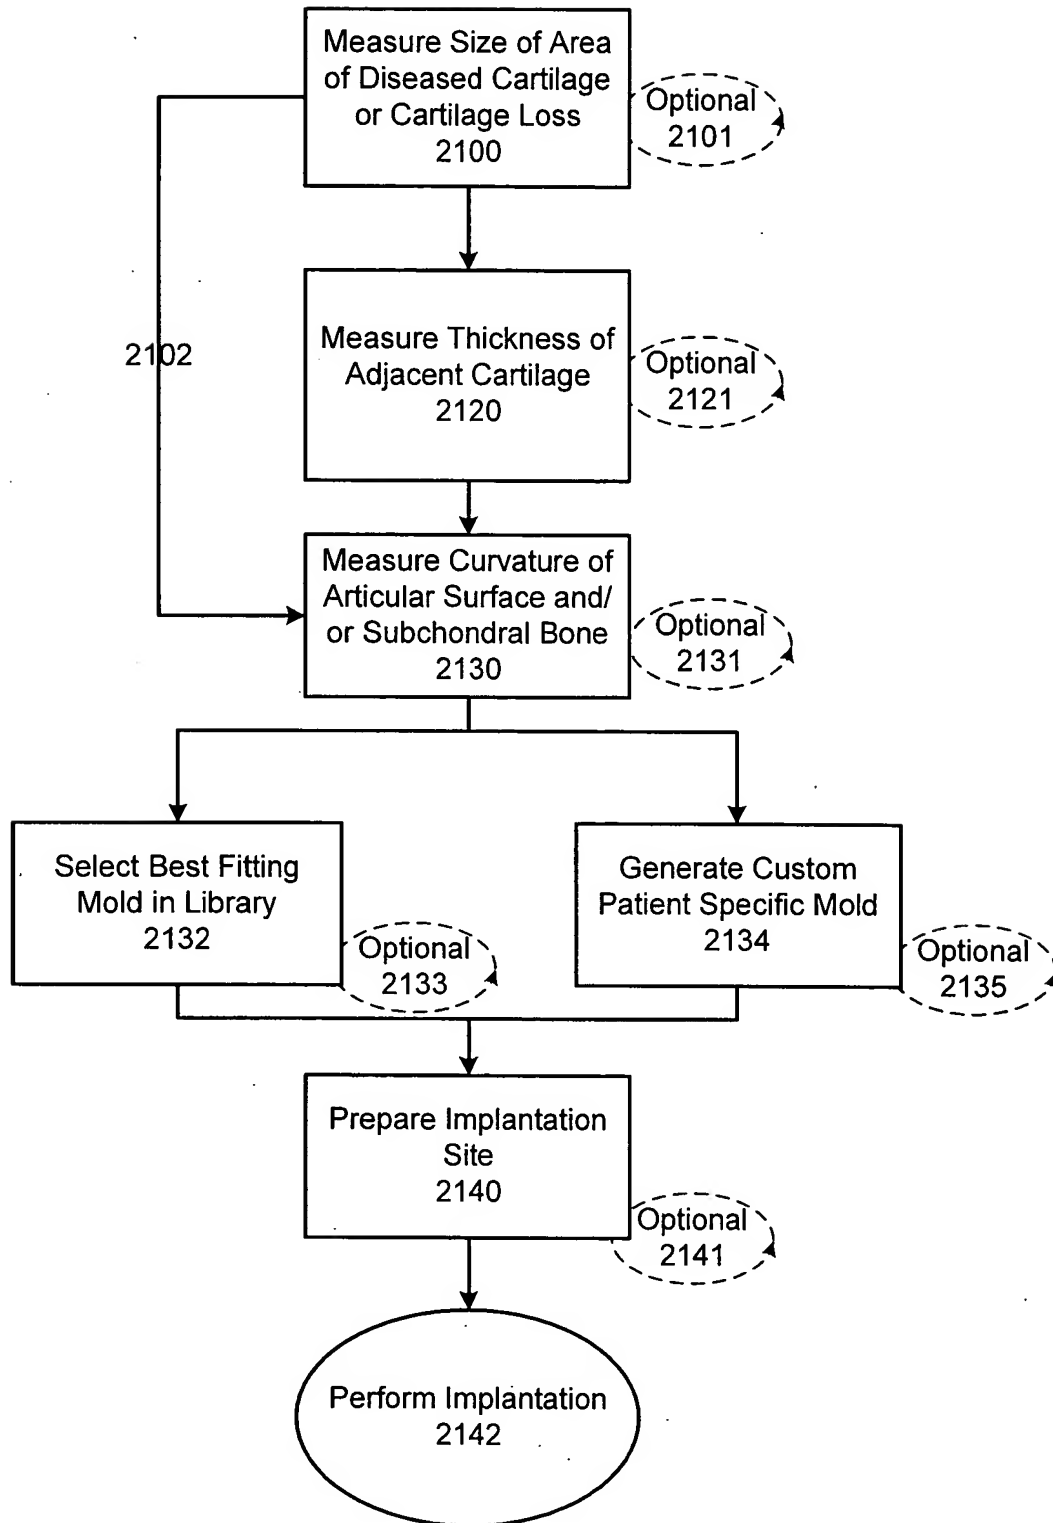 Measure Size of Area
of Diseased Cartilage
or Cartilage Loss
2100
Optional
2101
2102
Measure Thickness of
Adjacent Cartilage
2120
Optional
2121
Measure Curvature of
Articular Surface and/
or Subchondral Bone
2130
Optional
2131
Select Best Fitting
Mold in Library
2132
Optional
2133
Generate Custom
Patient Specific Mold
2134
Optional
2135
Prepare Implantation
Site
2140
Optional
2141
Perform Implantation
2142